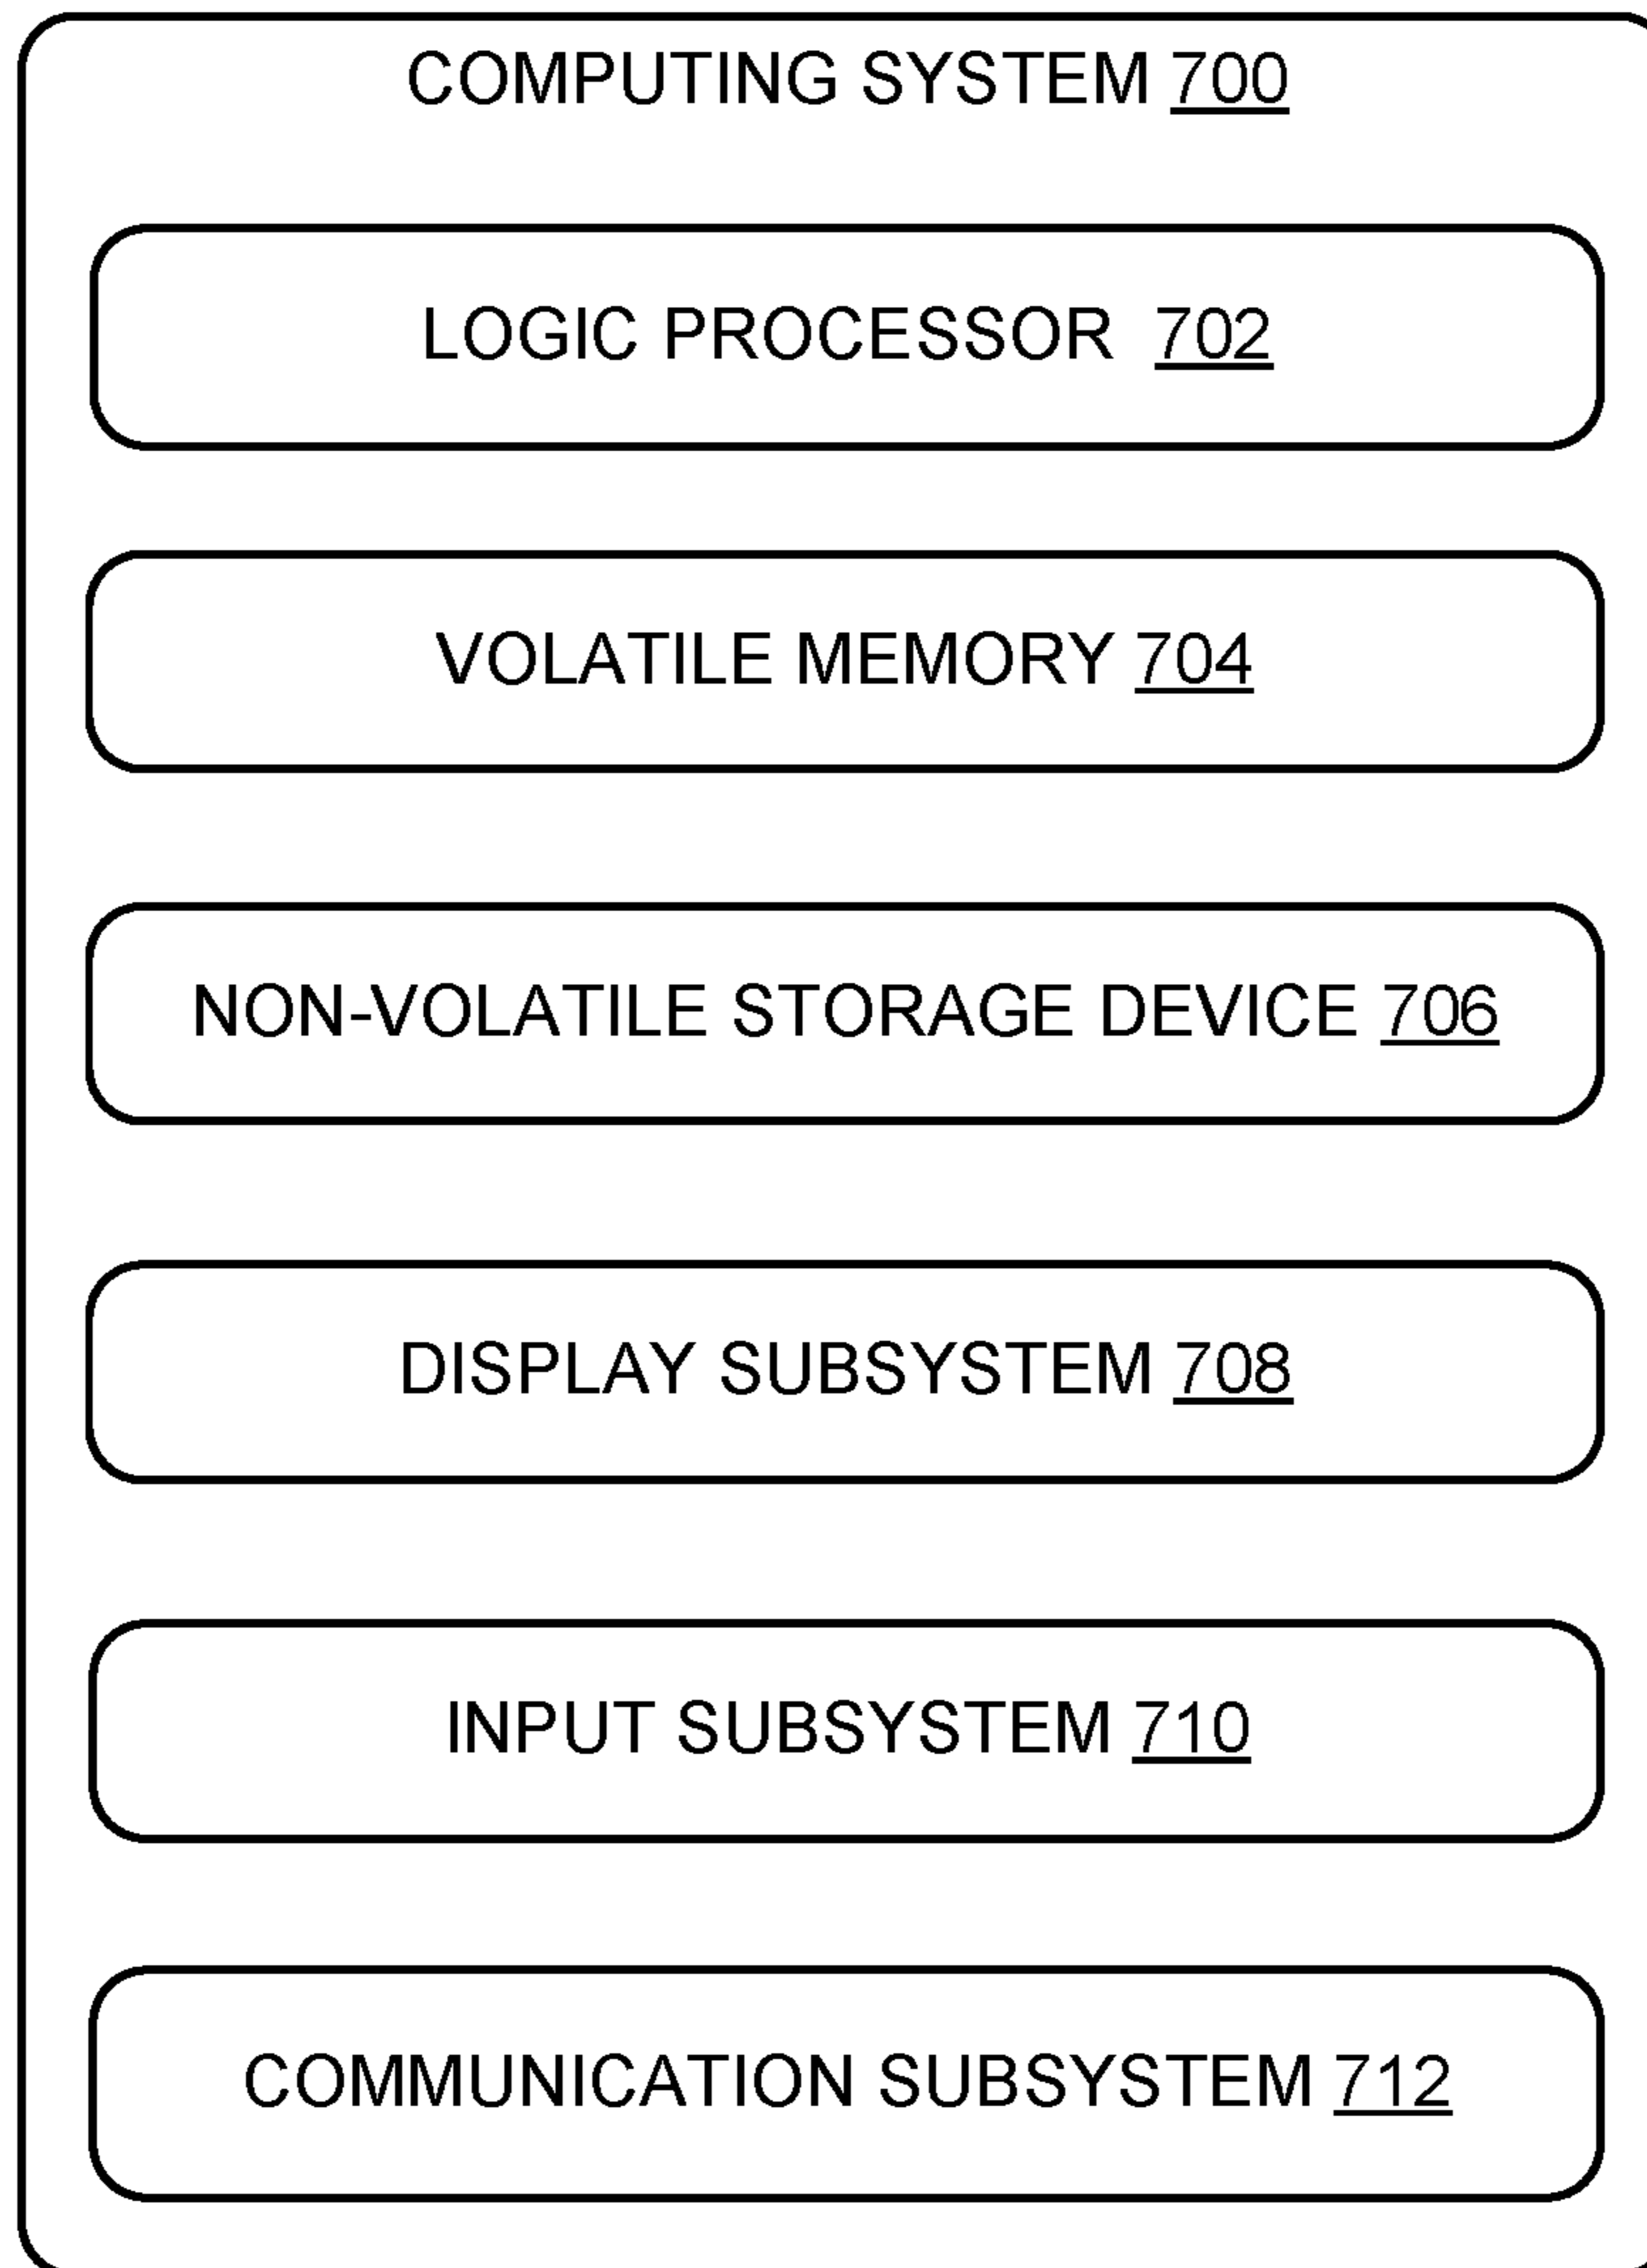 COMPUTING SYSTEM 700
LOGIC PROCESSOR 702
VOLATILE MEMORY 704
NON-VOLATILE STORAGE DEVICE 706
DISPLAY SUBSYSTEM 708
INPUT SUBSYSTEM 710
COMMUNICATION SUBSYSTEM 712